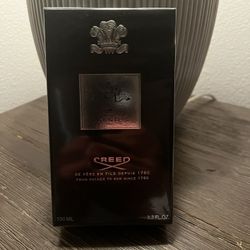 CREED
DE PÈRE EN FILS DEPUIS 1760
FROM FATHER TO SON SINCE 1760
100 ML
3.3 FL.OZ.